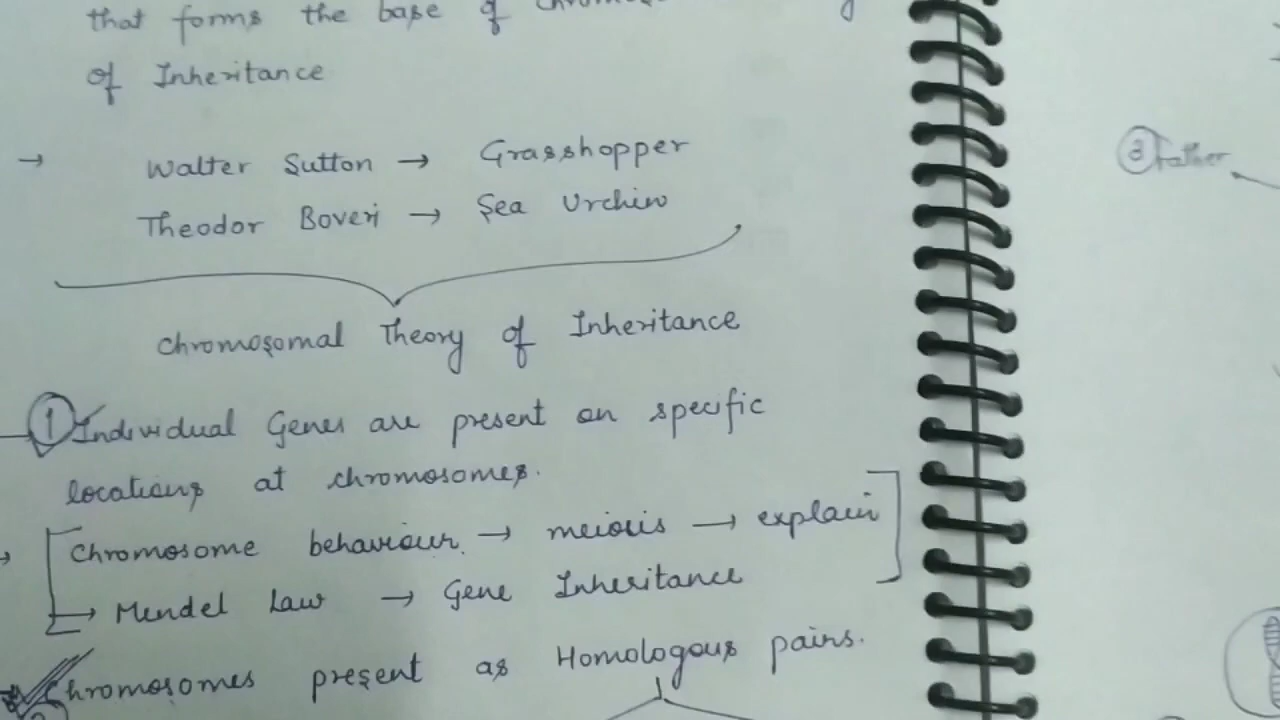 that forms the base of
of Inheritance
→ Walter Sutton → Grasshopper
Theodor Boveri → Sea Urchin
Chromosomal Theory of Inheritance
① Individual Genes are present on specific
locations at chromosomes.
Chromosome behaviour → meiosis → explain
→ Mendel Law → Gene Inheritance
Chromosomes present as Homologous pairs.
Father